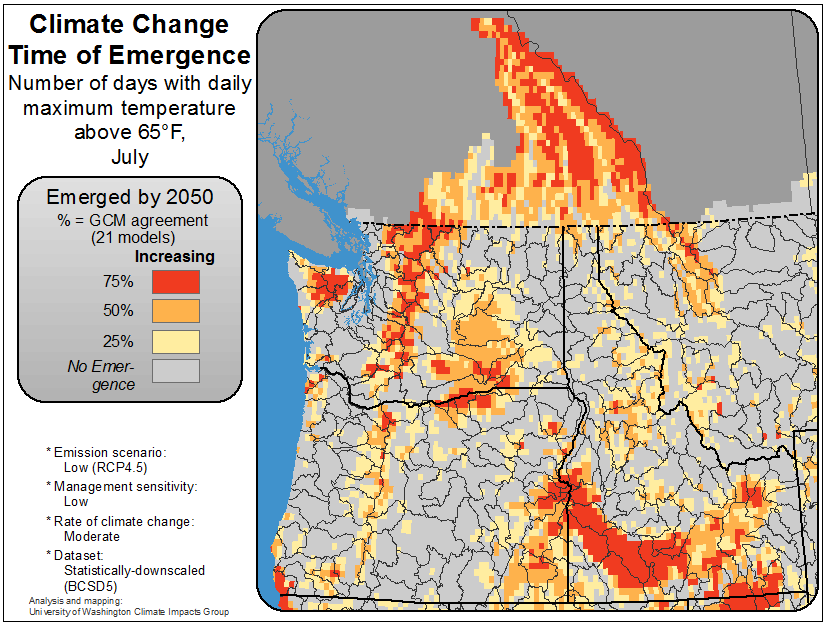 Climate Change
Time of Emergence
Number of days with daily
maximum temperature
above 65°F,
July
Emerged by 2050
% = GCM agreement
(21 models)
Increasing
75%
50%
25%
No Emer-
gence
* Emission scenario:
Low (RCP4.5)
* Management sensitivity:
Low
* Rate of climate change:
Moderate
* Dataset:
Statistically-downscaled
(BCSD5)
Analysis and mapping:
University of Washington Climate Impacts Group